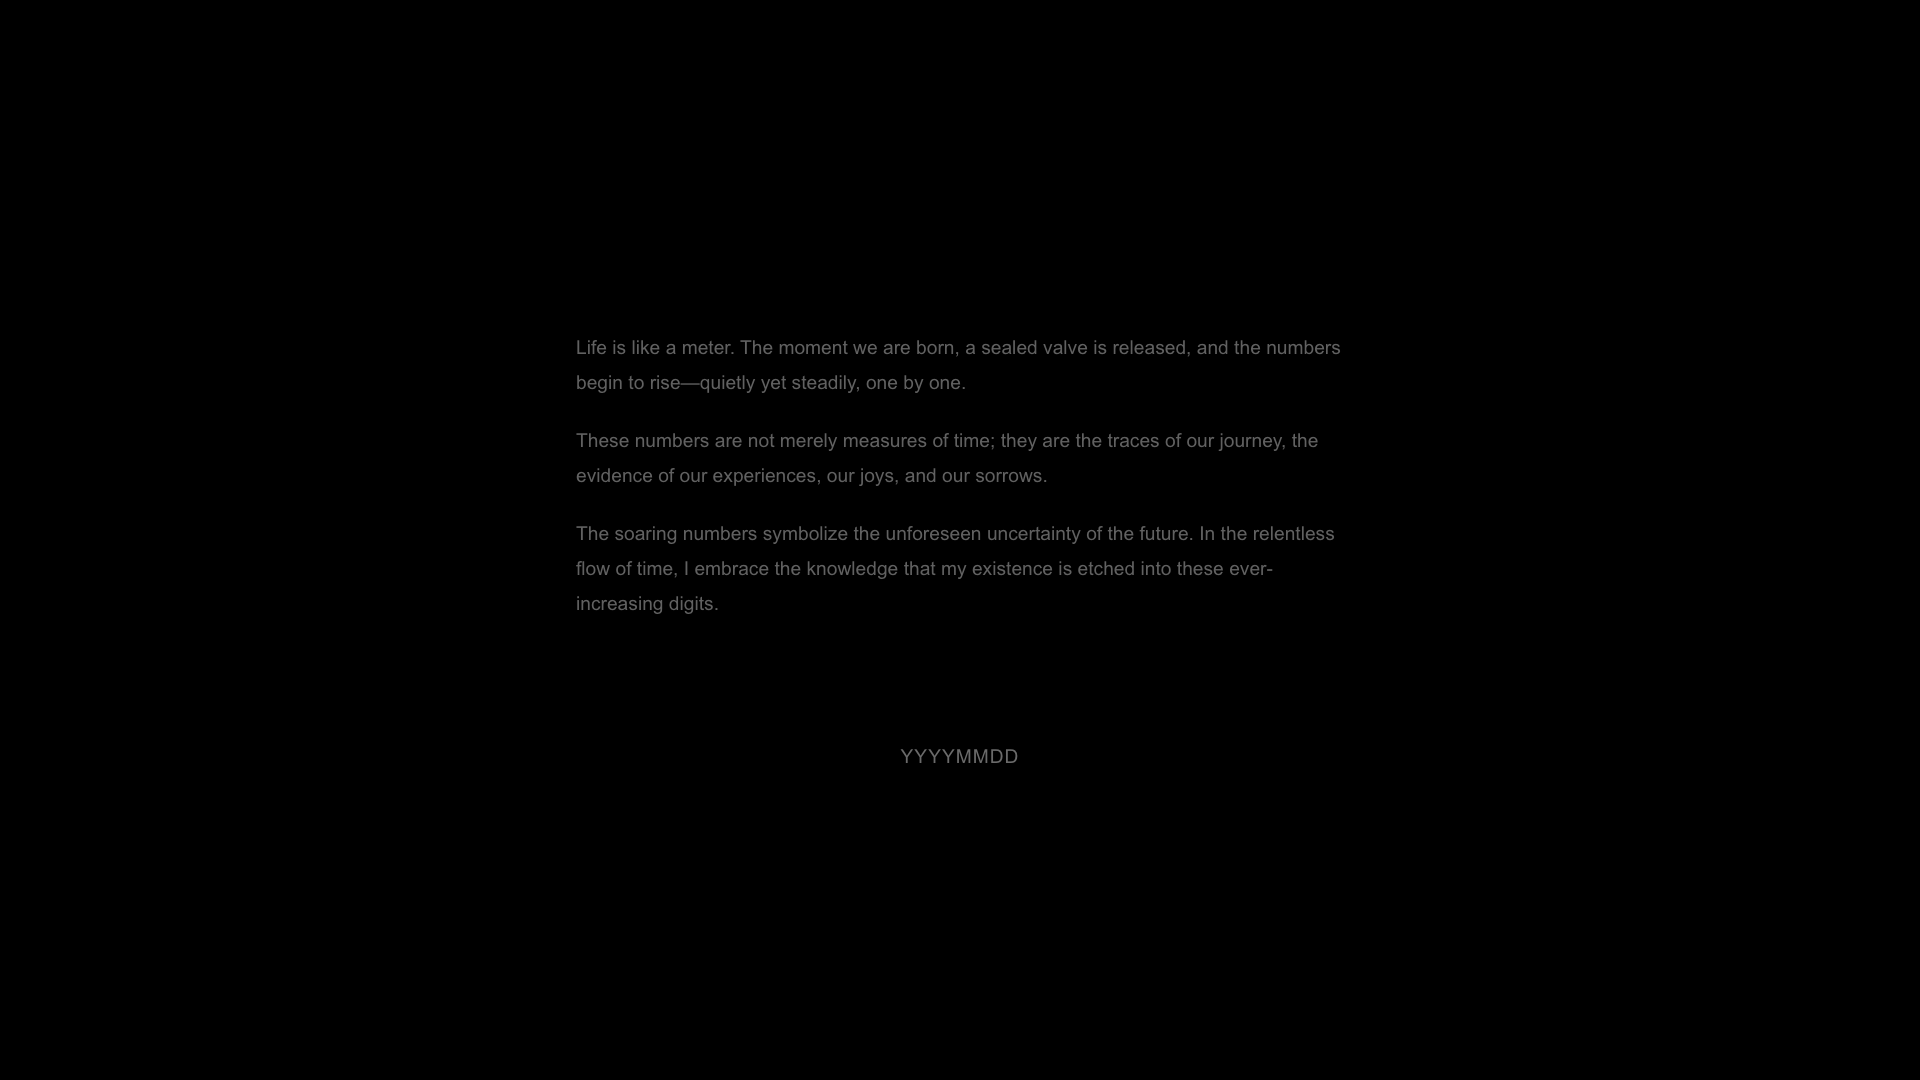 Life is like a meter. The moment we are born, a sealed valve is released, and the numbers
begin to rise—quietly yet steadily, one by one.
These numbers are not merely measures of time; they are the traces of our journey, the
evidence of our experiences, our joys, and our sorrows.
The soaring numbers symbolize the unforeseen uncertainty of the future. In the relentless
flow of time, I embrace the knowledge that my existence is etched into these ever-
increasing digits.
YYYYMMDD